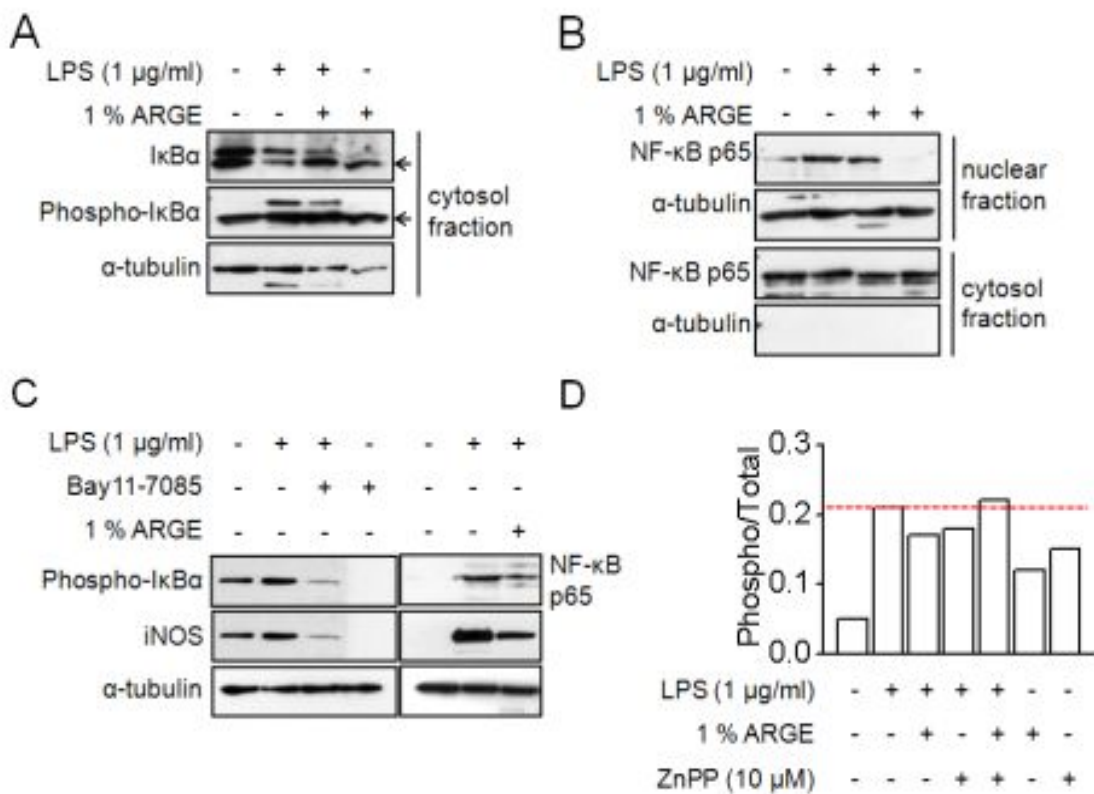 A
LPS (1 µg/ml) - + + -
1 % ARGE - - + +
IκBα
Phospho-IκBα
α-tubulin
cytosol
fraction
B
LPS (1 µg/ml) - + + -
1 % ARGE - - + +
NF-κB p65
α-tubulin
nuclear
fraction
NF-κB p65
α-tubulin
cytosol
fraction
C
LPS (1 µg/ml) - + + - - + +
Bay11-7085 - - + + - - -
1 % ARGE - - - - - - +
Phospho-IκBα
NF-κB
p65
iNOS
α-tubulin
D
Phospho/Total
0.3
0.2
0.1
0.0
LPS (1 µg/ml) - + + + + - -
1 % ARGE - - + - + + -
ZnPP (10 µM) - - - + + - +